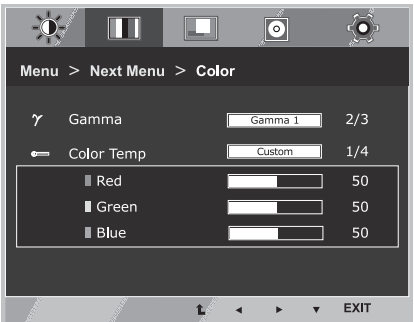 Menu > Next Menu > Color
γ Gamma Gamma 1 2/3
Color Temp Custom 1/4
Red 50
Green 50
Blue 50
EXIT